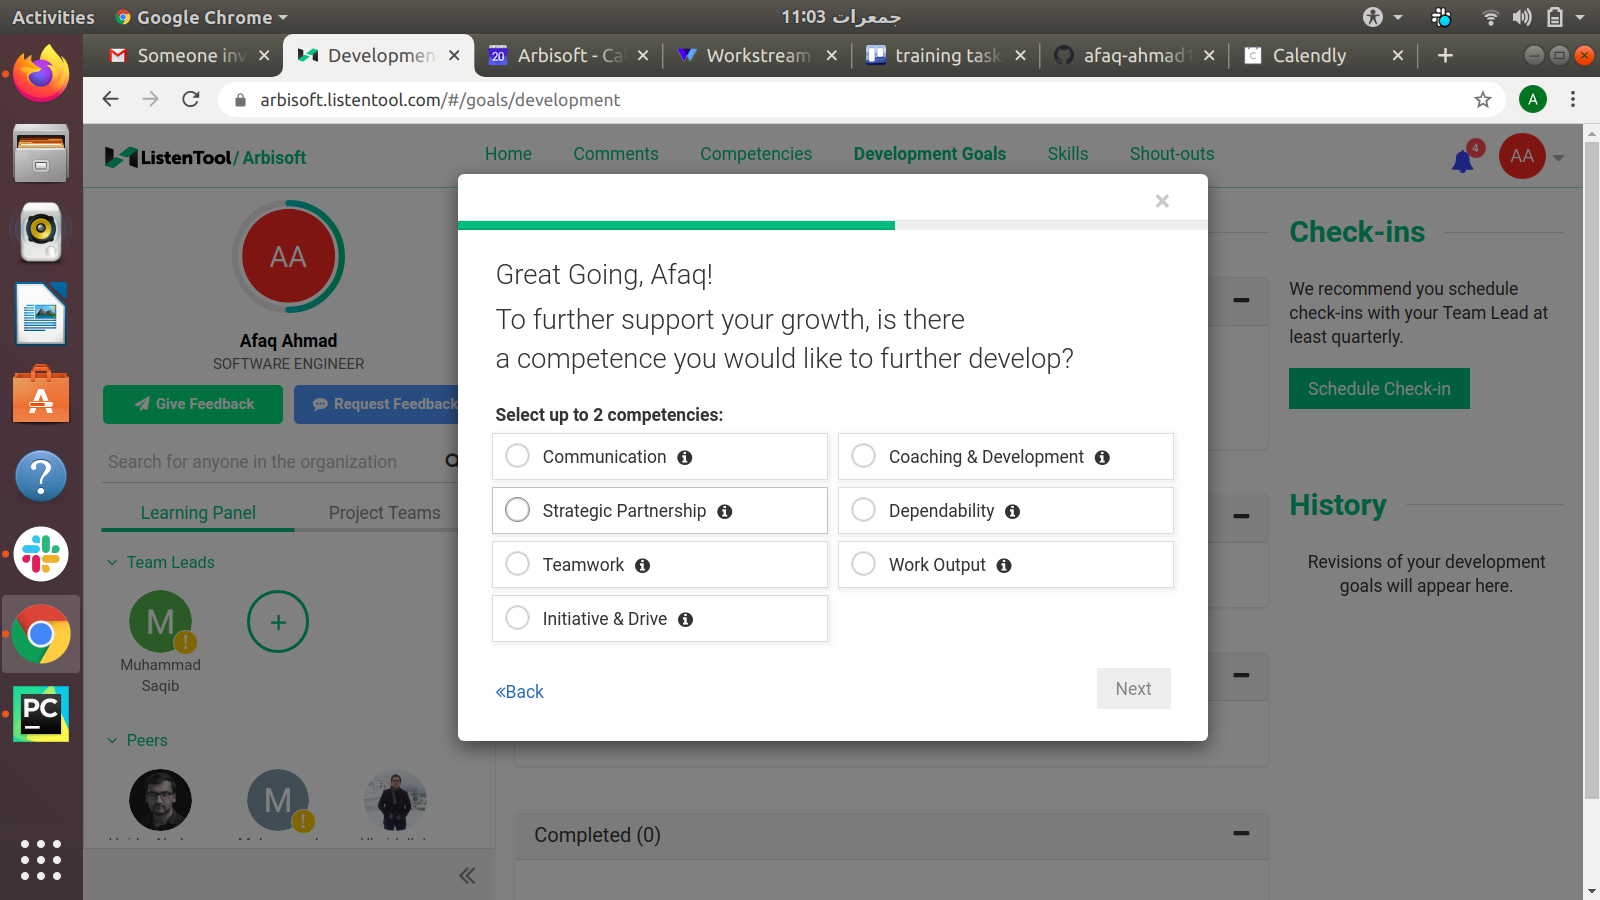 Activities
Google Chrome
11:03 جمعرات
Someone inv
Developmen
20
Arbisoft - Ca
Workstream
training task
afaq-ahmad1
Calendly
arbisoft.listentool.com/#/goals/development
A
ListenTool / Arbisoft
Home
Comments
Competencies
Development Goals
Skills
Shout-outs
4
AA
AA
Afaq Ahmad
SOFTWARE ENGINEER
Give Feedback
Request Feedback
Search for anyone in the organization
Learning Panel
Project Teams
Team Leads
M
Muhammad
Saqib
Peers
M
Great Going, Afaq!
To further support your growth, is there
a competence you would like to further develop?
Select up to 2 competencies:
Communication
Coaching & Development
Strategic Partnership
Dependability
Teamwork
Work Output
Initiative & Drive
«Back
Next
Completed (0)
Check-ins
We recommend you schedule
check-ins with your Team Lead at
least quarterly.
Schedule Check-in
History
Revisions of your development
goals will appear here.
PC